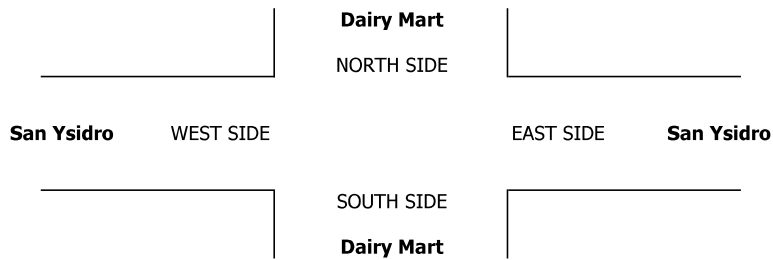 Dairy Mart
NORTH SIDE
San Ysidro WEST SIDE EAST SIDE San Ysidro
SOUTH SIDE
Dairy Mart